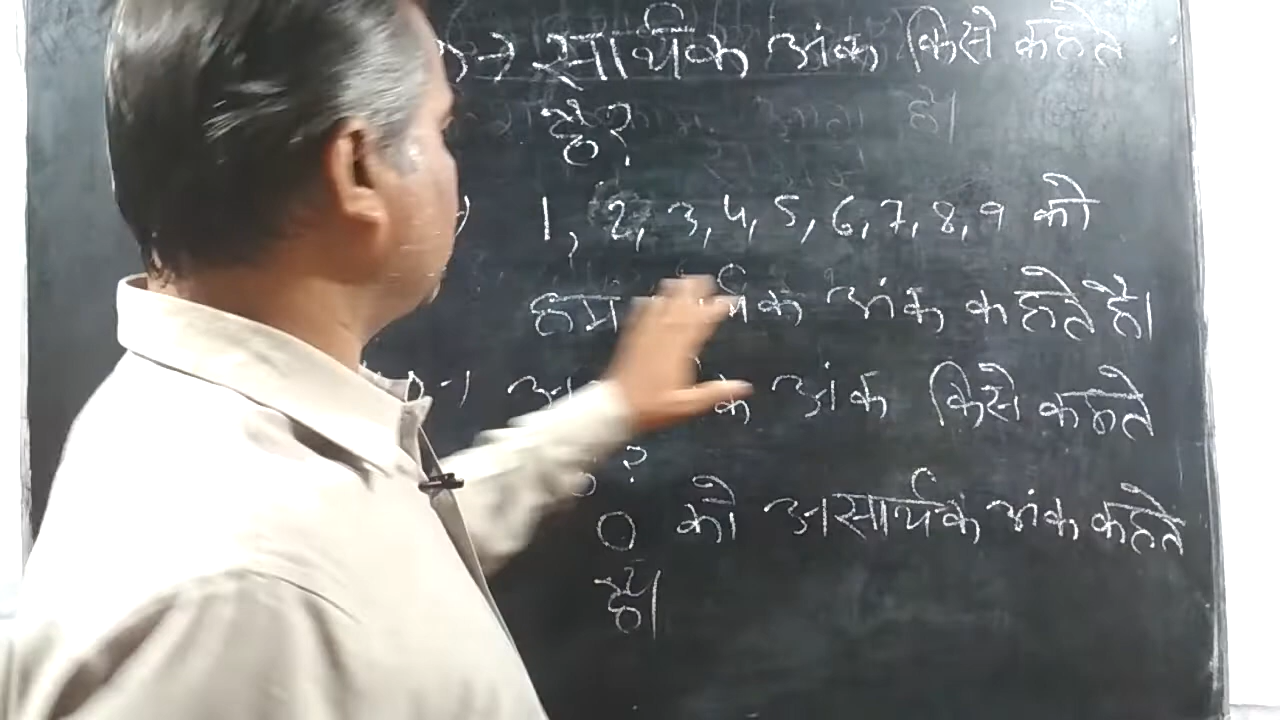 सार्थक अंक किसे कहते
है?
1, 2, 3, 4, 5, 6, 7, 8, 9 को
हम अंक कहते है।
अंक किसे कहते
?
0 को असार्थक अंक कहते
है।